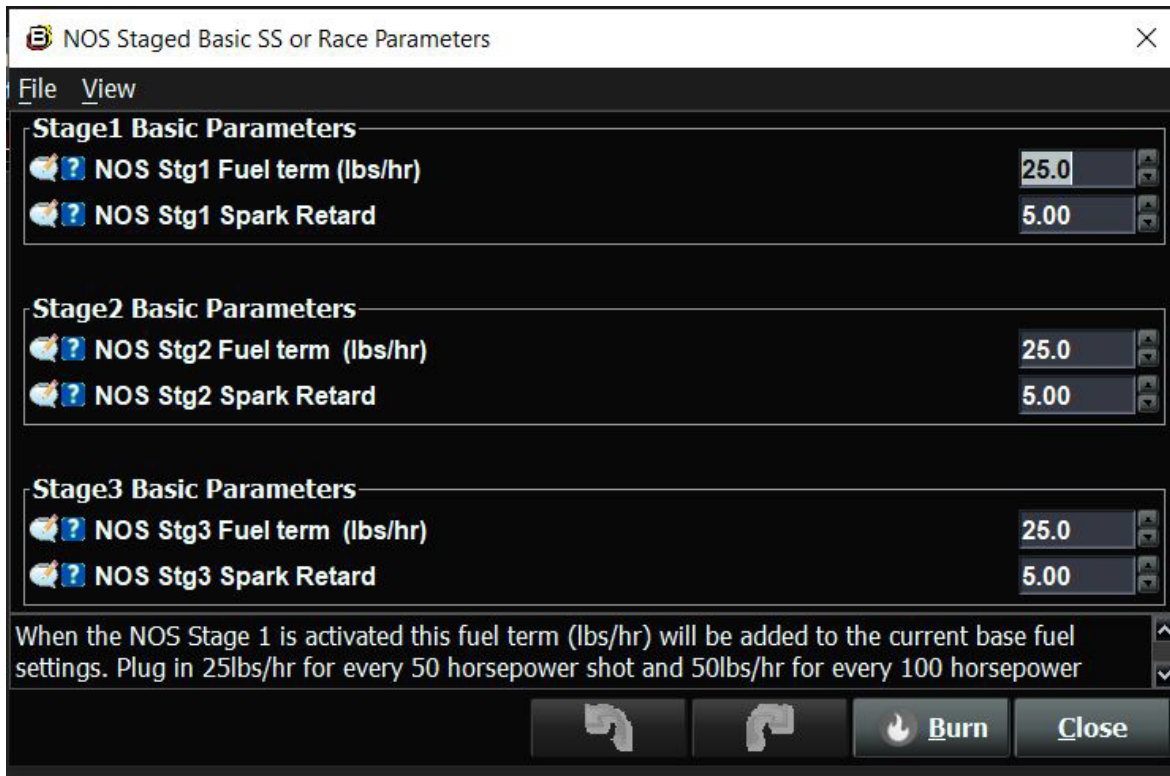 NOS Staged Basic SS or Race Parameters
File View
Stage1 Basic Parameters
NOS Stg1 Fuel term (lbs/hr) 25.0
NOS Stg1 Spark Retard 5.00
Stage2 Basic Parameters
NOS Stg2 Fuel term (lbs/hr) 25.0
NOS Stg2 Spark Retard 5.00
Stage3 Basic Parameters
NOS Stg3 Fuel term (lbs/hr) 25.0
NOS Stg3 Spark Retard 5.00
When the NOS Stage 1 is activated this fuel term (lbs/hr) will be added to the current base fuel
settings. Plug in 25lbs/hr for every 50 horsepower shot and 50lbs/hr for every 100 horsepower
Burn Close